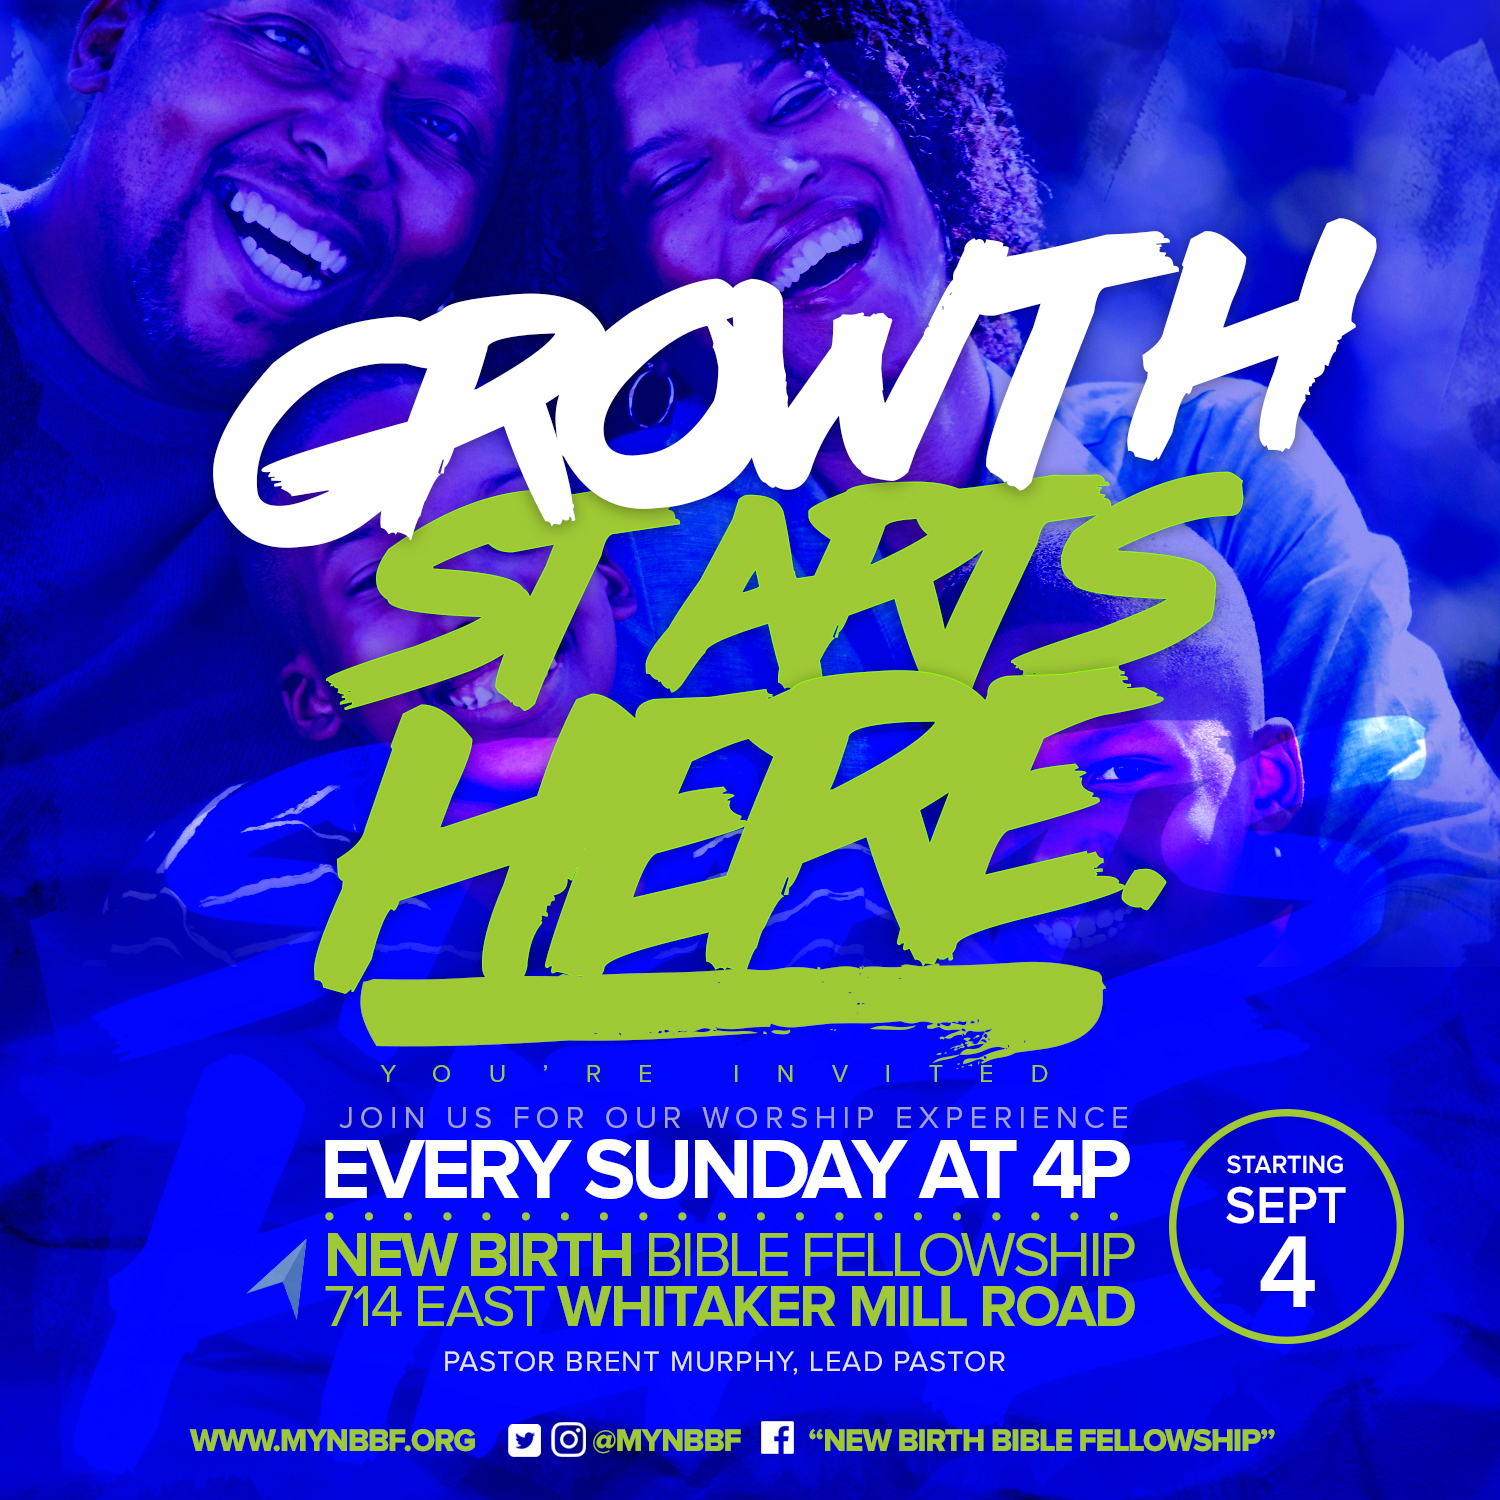 GROWTH
STARTS
HERE.
YOU'RE INVITED
JOIN US FOR OUR WORSHIP EXPERIENCE
EVERY SUNDAY AT 4P
NEW BIRTH BIBLE FELLOWSHIP
714 EAST WHITAKER MILL ROAD
PASTOR BRENT MURPHY, LEAD PASTOR
STARTING
SEPT
4
WWW.MYNBBF.ORG @MYNBBF “NEW BIRTH BIBLE FELLOWSHIP”